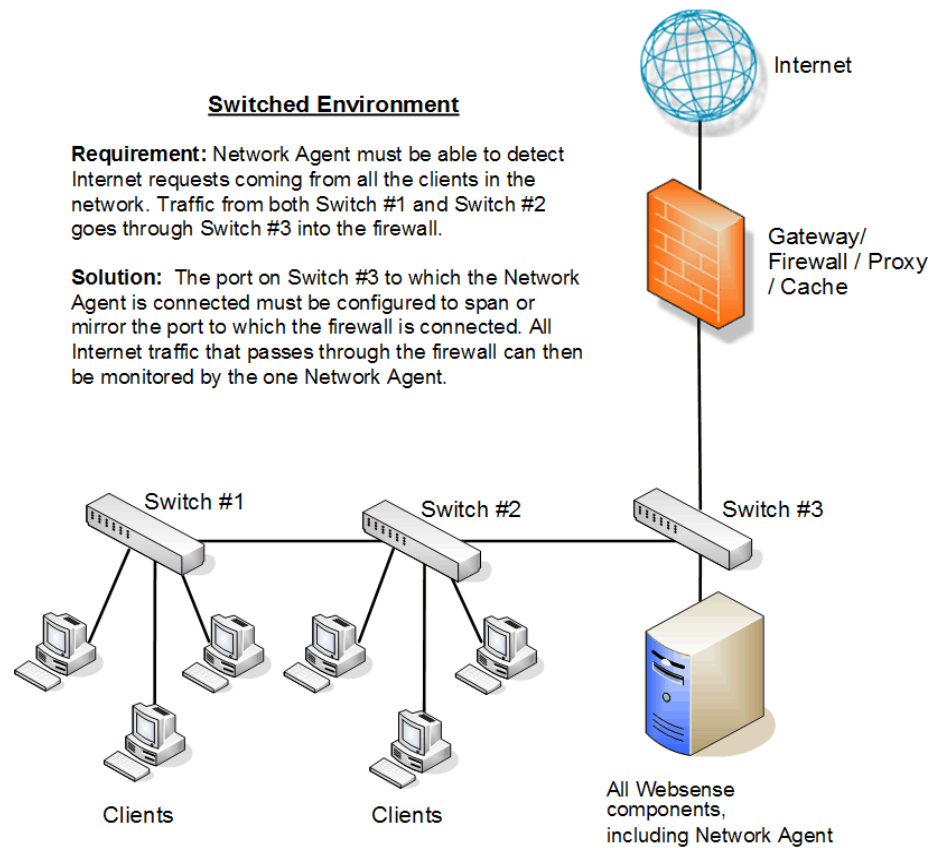 Internet
Switched Environment
Requirement: Network Agent must be able to detect
Internet requests coming from all the clients in the
network. Traffic from both Switch #1 and Switch #2
goes through Switch #3 into the firewall.
Solution:  The port on Switch #3 to which the Network
Agent is connected must be configured to span or
mirror the port to which the firewall is connected. All
Internet traffic that passes through the firewall can then
be monitored by the one Network Agent.
Gateway/
Firewall / Proxy
/ Cache
Switch #1
Switch #2
Switch #3
Clients
Clients
All Websense
components,
including Network Agent